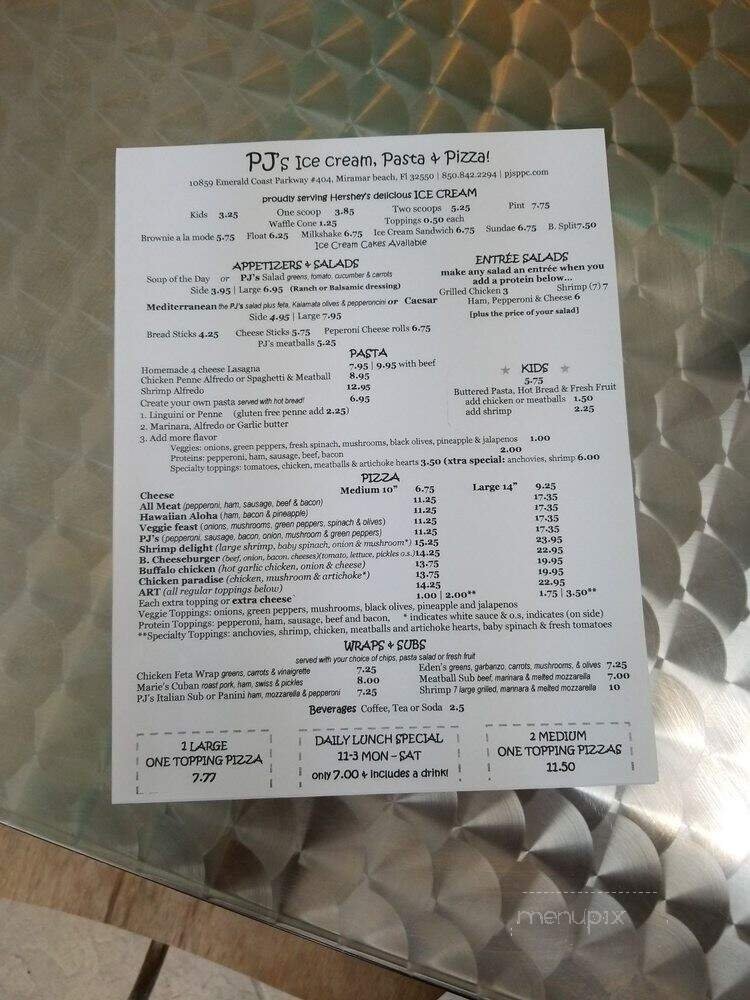 PJ's Ice cream, Pasta & Pizza!
10859 Emerald Coast Parkway #404, Miramar beach, Fl 32550 | 850.842.2294 | pjsppc.com
proudly serving Hershey's delicious ICE CREAM
Kids 3.25 One scoop 3.85 Two scoops 5.25 Pint 7.75
Waffle Cone 1.25 Toppings 0.50 each
Brownie a la mode 5.75 Float 6.25 Milkshake 6.75 Ice Cream Sandwich 6.75 Sundae 6.75 B. Split 7.50
Ice Cream Cakes Available
APPETIZERS & SALADS
Soup of the Day or PJ's Salad greens, tomato, cucumber & carrots
Side 3.95 | Large 6.95 (Ranch or Balsamic dressing)
Mediterranean the PJ's salad plus feta, Kalamata olives & pepperoncini or Caesar
Side 4.95 | Large 7.95
Bread Sticks 4.25 Cheese Sticks 5.75 Peperoni Cheese rolls 6.75
PJ's meatballs 5.25
ENTRÉE SALADS
make any salad an entrée when you
add a protein below...
Grilled Chicken 3 Shrimp (7) 7
Ham, Pepperoni & Cheese 6
[plus the price of your salad]
PASTA
Homemade 4 cheese Lasagna 7.95 | 9.95 with beef
Chicken Penne Alfredo or Spaghetti & Meatball 8.95
Shrimp Alfredo 12.95
Create your own pasta served with hot bread! 6.95
1. Linguini or Penne (gluten free penne add 2.25)
2. Marinara, Alfredo or Garlic butter
3. Add more flavor
Veggies: onions, green peppers, fresh spinach, mushrooms, black olives, pineapple & jalapenos 1.00
Proteins: pepperoni, ham, sausage, beef, bacon 2.00
Specialty toppings: tomatoes, chicken, meatballs & artichoke hearts 3.50 (xtra special: anchovies, shrimp 6.00
KIDS
5.75
Buttered Pasta, Hot Bread & Fresh Fruit
add chicken or meatballs 1.50
add shrimp 2.25
PIZZA
Medium 10" Large 14"
Cheese 6.75 9.25
All Meat (pepperoni, ham, sausage, beef & bacon) 11.25 17.35
Hawaiian Aloha (ham, bacon & pineapple) 11.25 17.35
Veggie feast (onions, mushrooms, green peppers, spinach & olives) 11.25 17.35
PJ's (pepperoni, sausage, bacon, onion, mushroom & green peppers) 11.25 17.35
Shrimp delight (large shrimp, baby spinach, onion & mushroom*) 15.25 23.95
B. Cheeseburger (beef, onion, bacon, cheeses)(tomato, lettuce, pickles o.s.) 14.25 22.95
Buffalo chicken (hot garlic chicken, onion & cheese) 13.75 19.95
Chicken paradise (chicken, mushroom & artichoke*) 13.75 19.95
ART (all regular toppings below) 14.25 22.95
Each extra topping or extra cheese 1.00 | 2.00** 1.75 | 3.50**
Veggie Toppings: onions, green peppers, mushrooms, black olives, pineapple and jalapenos
Protein Toppings: pepperoni, ham, sausage, beef and bacon, * indicates white sauce & o.s, indicates (on side)
**Specialty Toppings: anchovies, shrimp, chicken, meatballs and artichoke hearts, baby spinach & fresh tomatoes
WRAPS & SUBS
served with your choice of chips, pasta salad or fresh fruit
Chicken Feta Wrap greens, carrots & vinaigrette 7.25
Marie's Cuban roast pork, ham, swiss & pickles 8.00
PJ's Italian Sub or Panini ham, mozzarella & pepperoni 7.25
Eden's greens, garbanzo, carrots, mushrooms, & olives 7.25
Meatball Sub beef, marinara & melted mozzarella 7.00
Shrimp 7 large grilled, marinara & melted mozzarella 10
Beverages Coffee, Tea or Soda 2.5
1 LARGE
ONE TOPPING PIZZA
7.77
DAILY LUNCH SPECIAL
11-3 MON – SAT
only 7.00 & includes a drink!
2 MEDIUM
ONE TOPPING PIZZAS
11.50
menupix